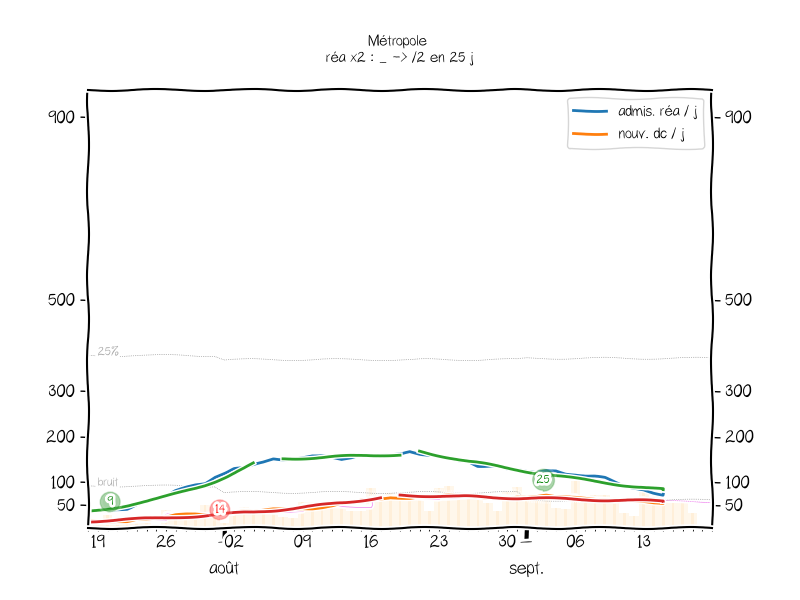 Métropole
réa x2 : _ -> /2 en 25 j
admis. réa / j
nouv. dc / j
900
900
500
500
25%
300
300
200
200
bruit
100
100
50
50
9
14
25
19 26 02 09 16 23 30 06 13
août sept.